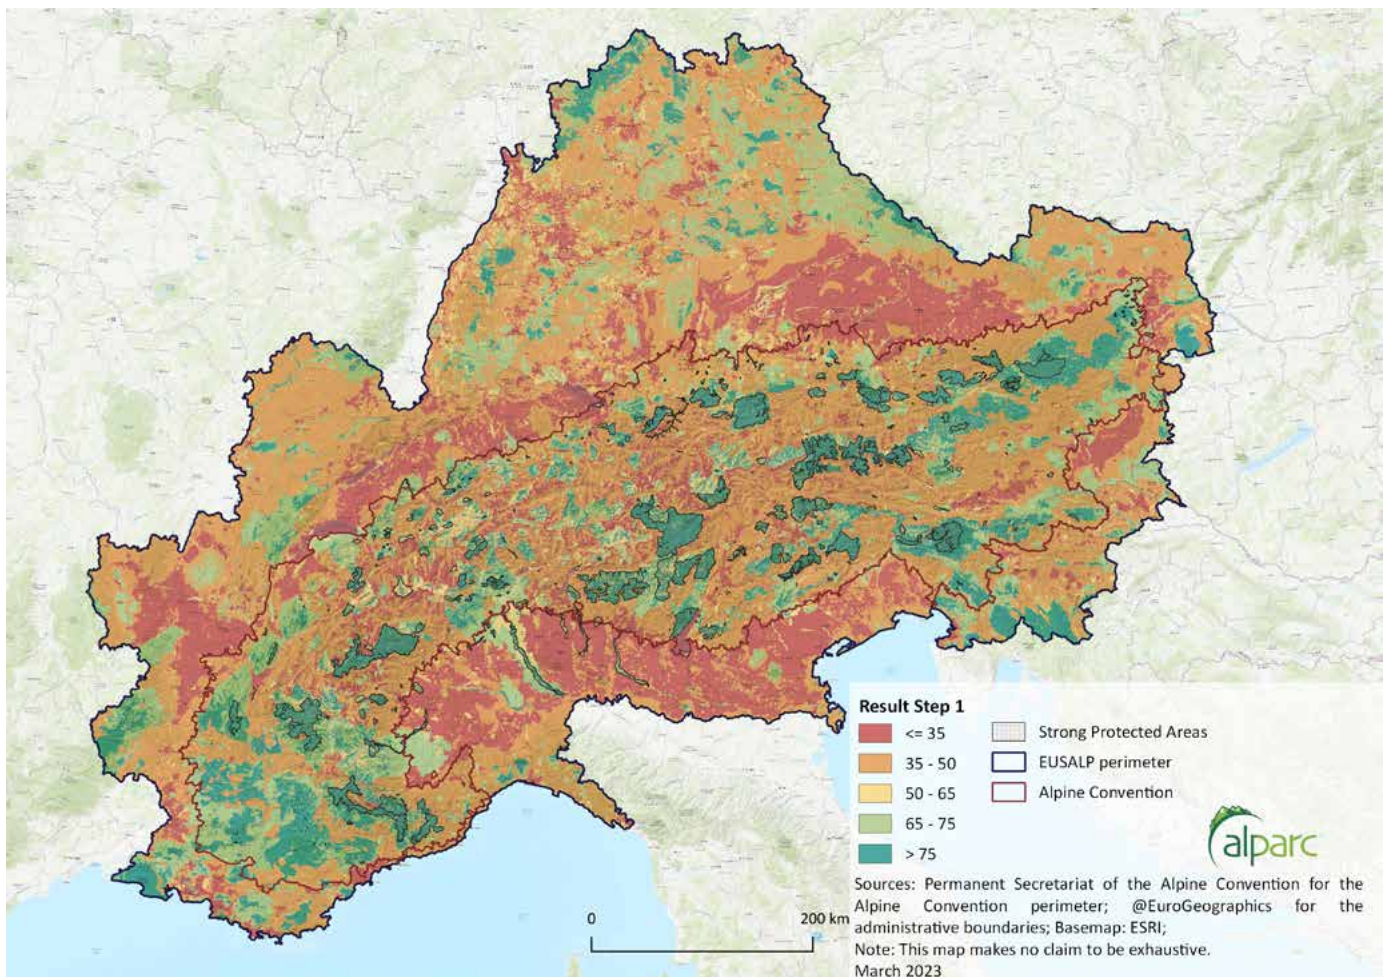 Result Step 1
<= 35
35 - 50
50 - 65
65 - 75
> 75
Strong Protected Areas
EUSALP perimeter
Alpine Convention
alparc
0
200 km
Sources: Permanent Secretariat of the Alpine Convention for the
Alpine Convention perimeter; @EuroGeographics for the
administrative boundaries; Basemap: ESRI;
Note: This map makes no claim to be exhaustive.
March 2023